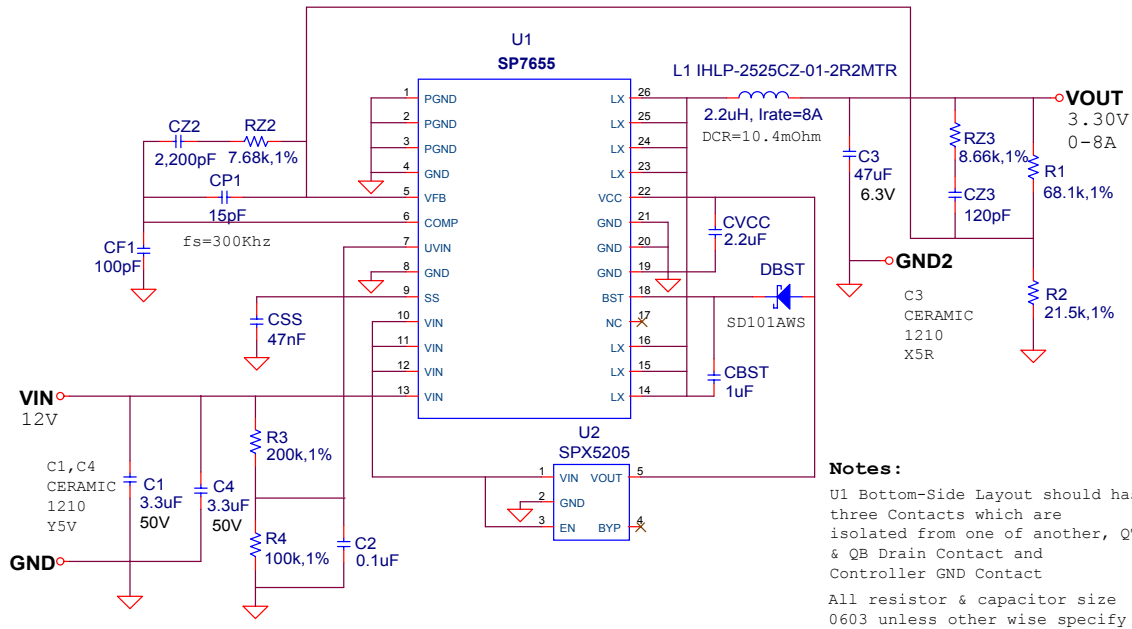 U1
SP7655
1 PGND LX 26
2 PGND LX 25
3 PGND LX 24
4 GND LX 23
5 VFB VCC 22
6 COMP GND 21
7 UVIN GND 20
8 GND GND 19
9 SS BST 18
10 VIN NC 17
11 VIN LX 16
12 VIN LX 15
13 VIN LX 14
CZ2
2,200pF
RZ2
7.68k,1%
CP1
15pF
CF1
100pF
fs=300Khz
CSS
47nF
VIN
12V
C1,C4
CERAMIC
1210
Y5V
GND
C1
3.3uF
50V
C4
3.3uF
50V
R3
200k,1%
R4
100k,1%
C2
0.1uF
U2
SPX5205
1 VIN VOUT 5
2 GND
3 EN BYP 4
L1 IHLP-2525CZ-01-2R2MTR
2.2uH, Irate=8A
DCR=10.4mOhm
CVCC
2.2uF
DBST
SD101AWS
CBST
1uF
C3
47uF
6.3V
RZ3
8.66k,1%
CZ3
120pF
R1
68.1k,1%
R2
21.5k,1%
VOUT
3.30V
0-8A
GND2
C3
CERAMIC
1210
X5R
Notes:
U1 Bottom-Side Layout should
three Contacts which are
isolated from one of another,
& QB Drain Contact and
Controller GND Contact
All resistor & capacitor size
0603 unless other wise specify